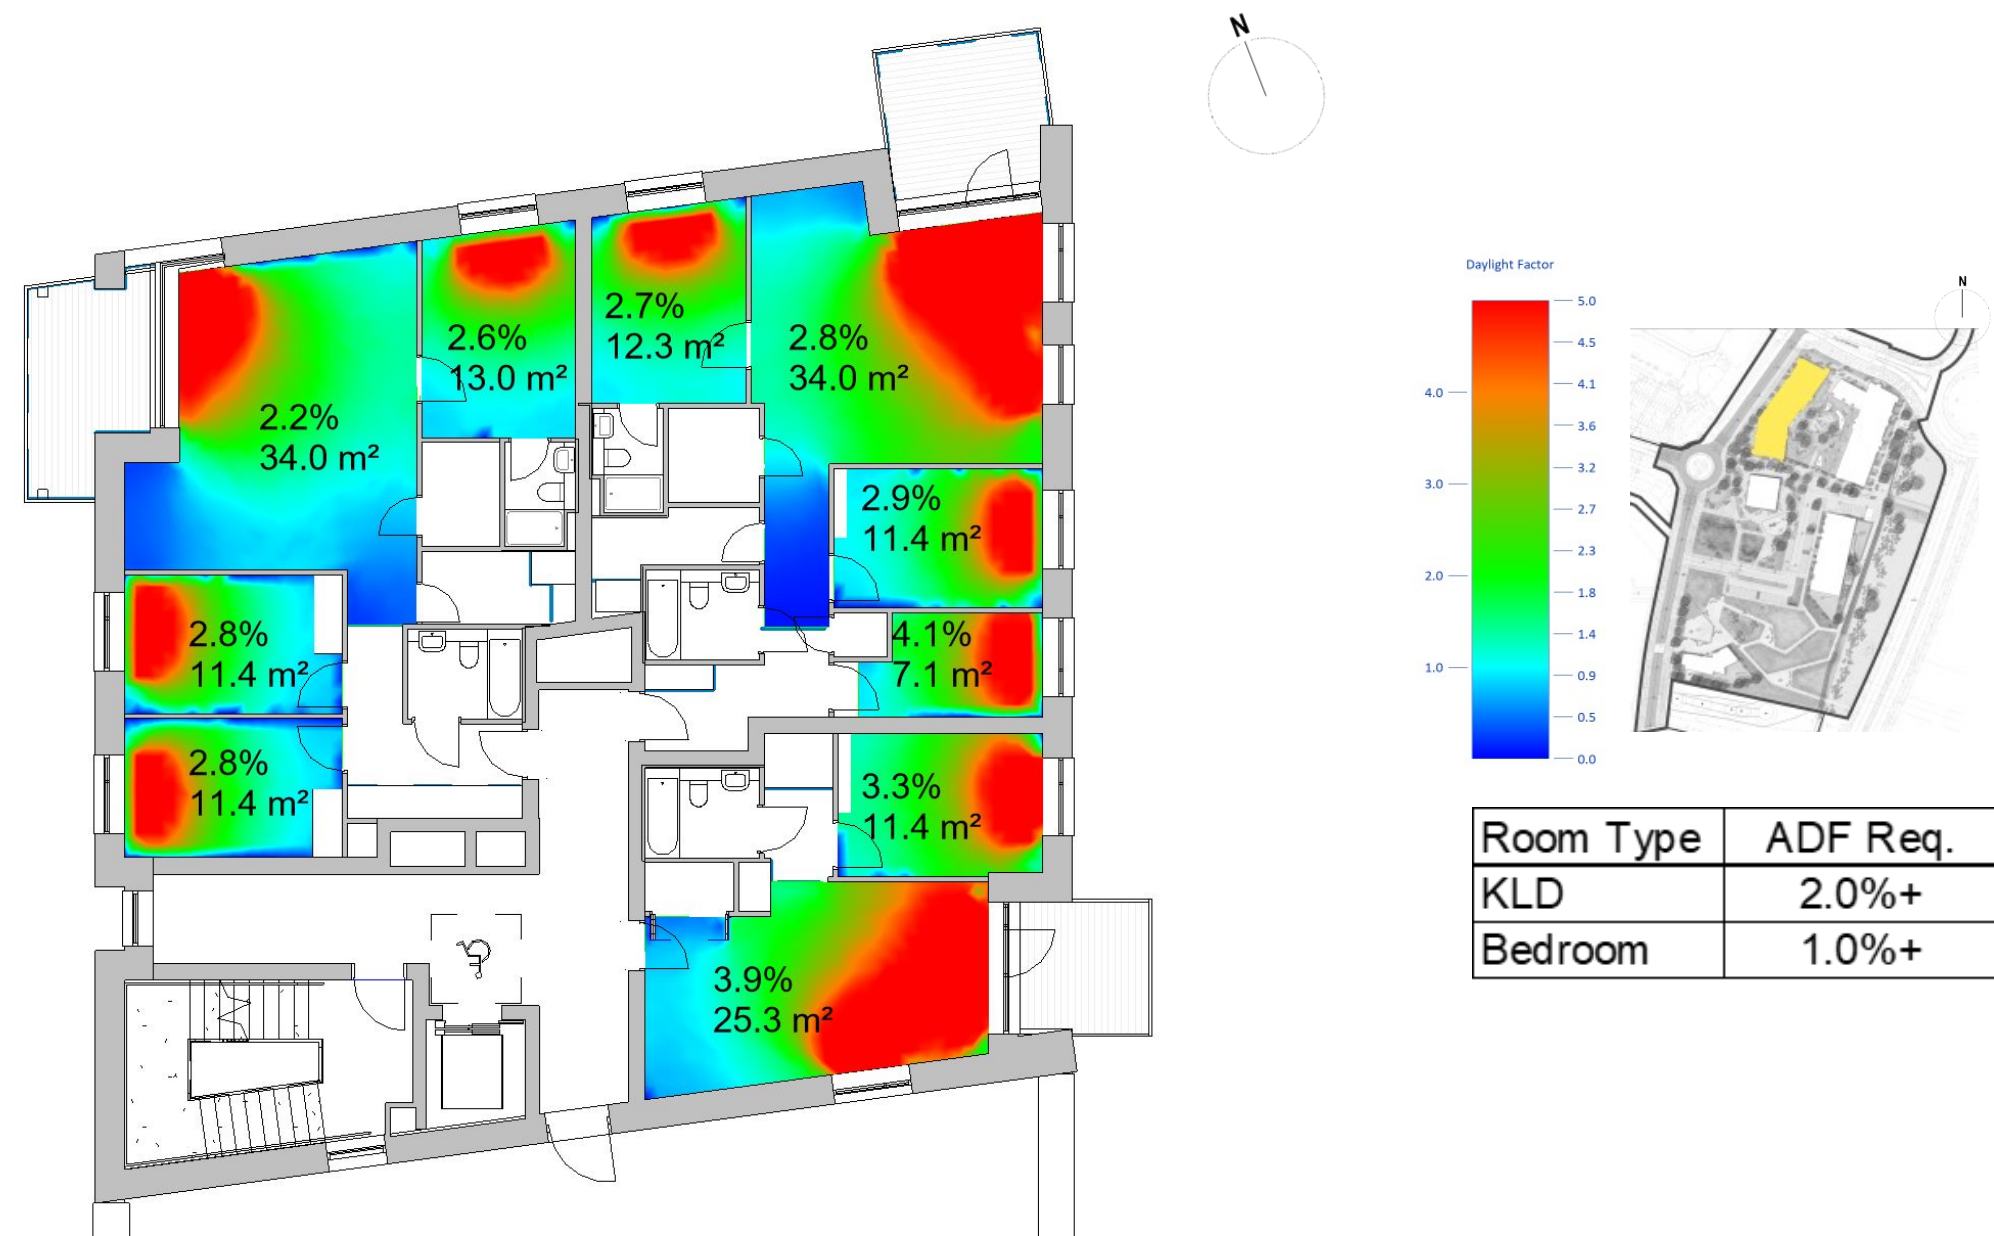 N
2.7%
12.3 m²
2.6%
13.0 m²
2.8%
34.0 m²
2.2%
34.0 m²
2.9%
11.4 m²
2.8%
11.4 m²
4.1%
7.1 m²
2.8%
11.4 m²
3.3%
11.4 m²
3.9%
25.3 m²
Daylight Factor
5.0
4.5
4.1
4.0
3.6
3.2
3.0
2.7
2.3
2.0
1.8
1.4
1.0
0.9
0.5
0.0
N
Room Type ADF Req.
KLD 2.0%+
Bedroom 1.0%+